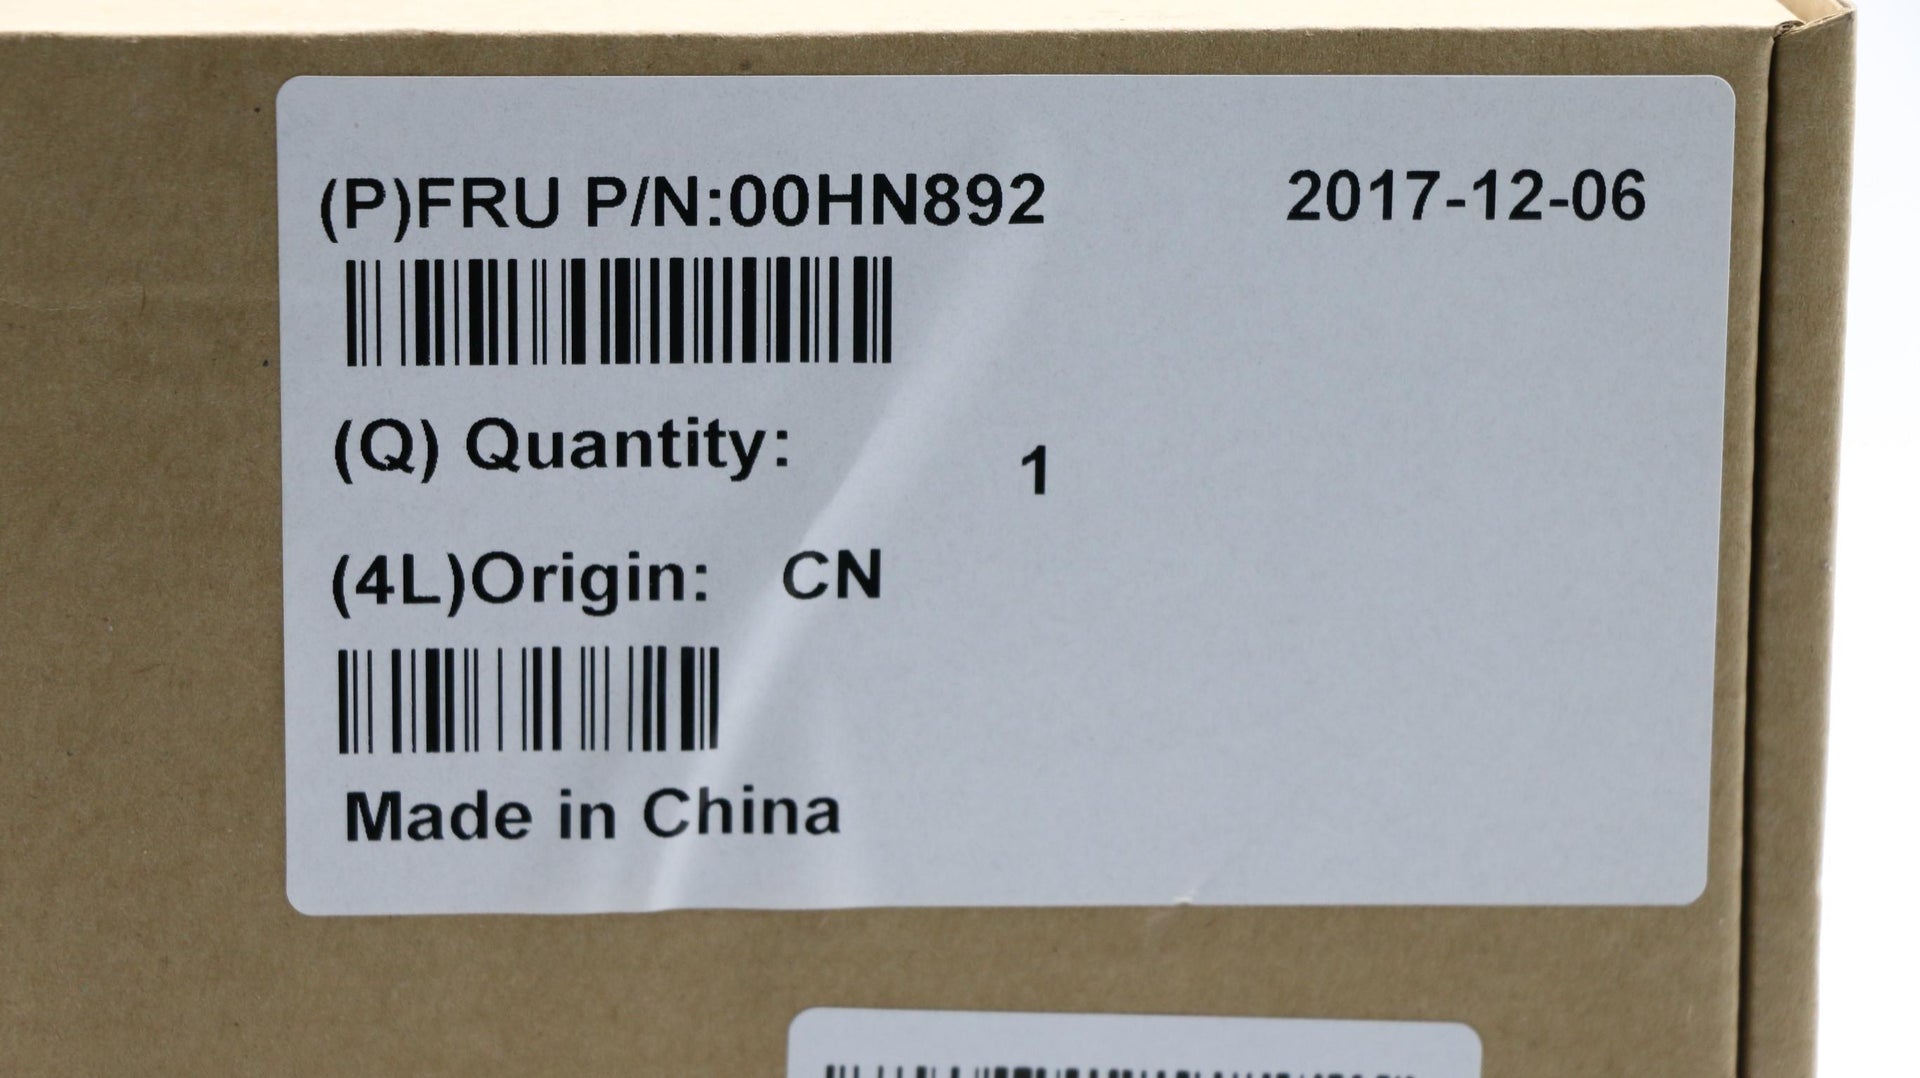 (P)FRU P/N:00HN892 2017-12-06
(Q) Quantity: 1
(4L)Origin: CN
Made in China